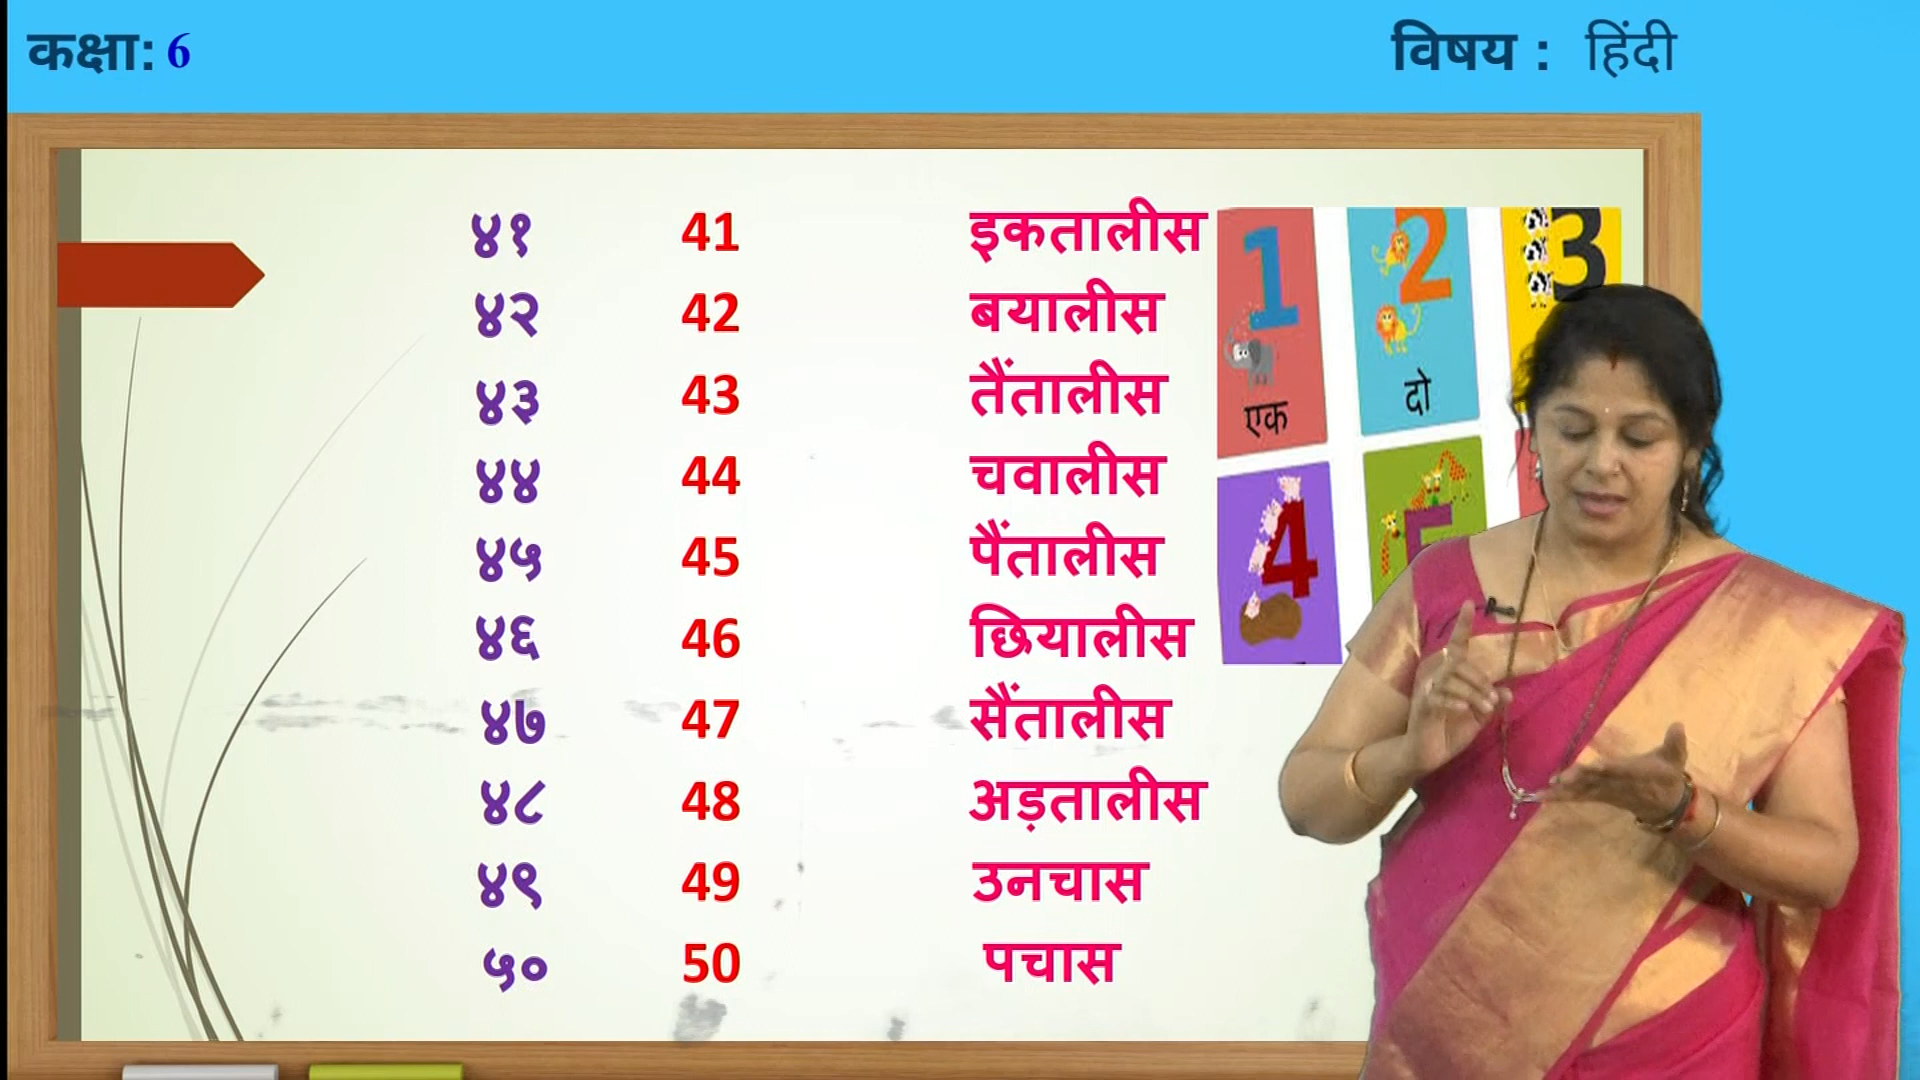 कक्षा: 6
विषय : हिंदी
४१ 41 इकतालीस
४२ 42 बयालीस
४३ 43 तैंतालीस
४४ 44 चवालीस
४५ 45 पैंतालीस
४६ 46 छियालीस
४७ 47 सैंतालीस
४८ 48 अड़तालीस
४९ 49 उनचास
५० 50 पचास
1 2 3
एक दो
4 5